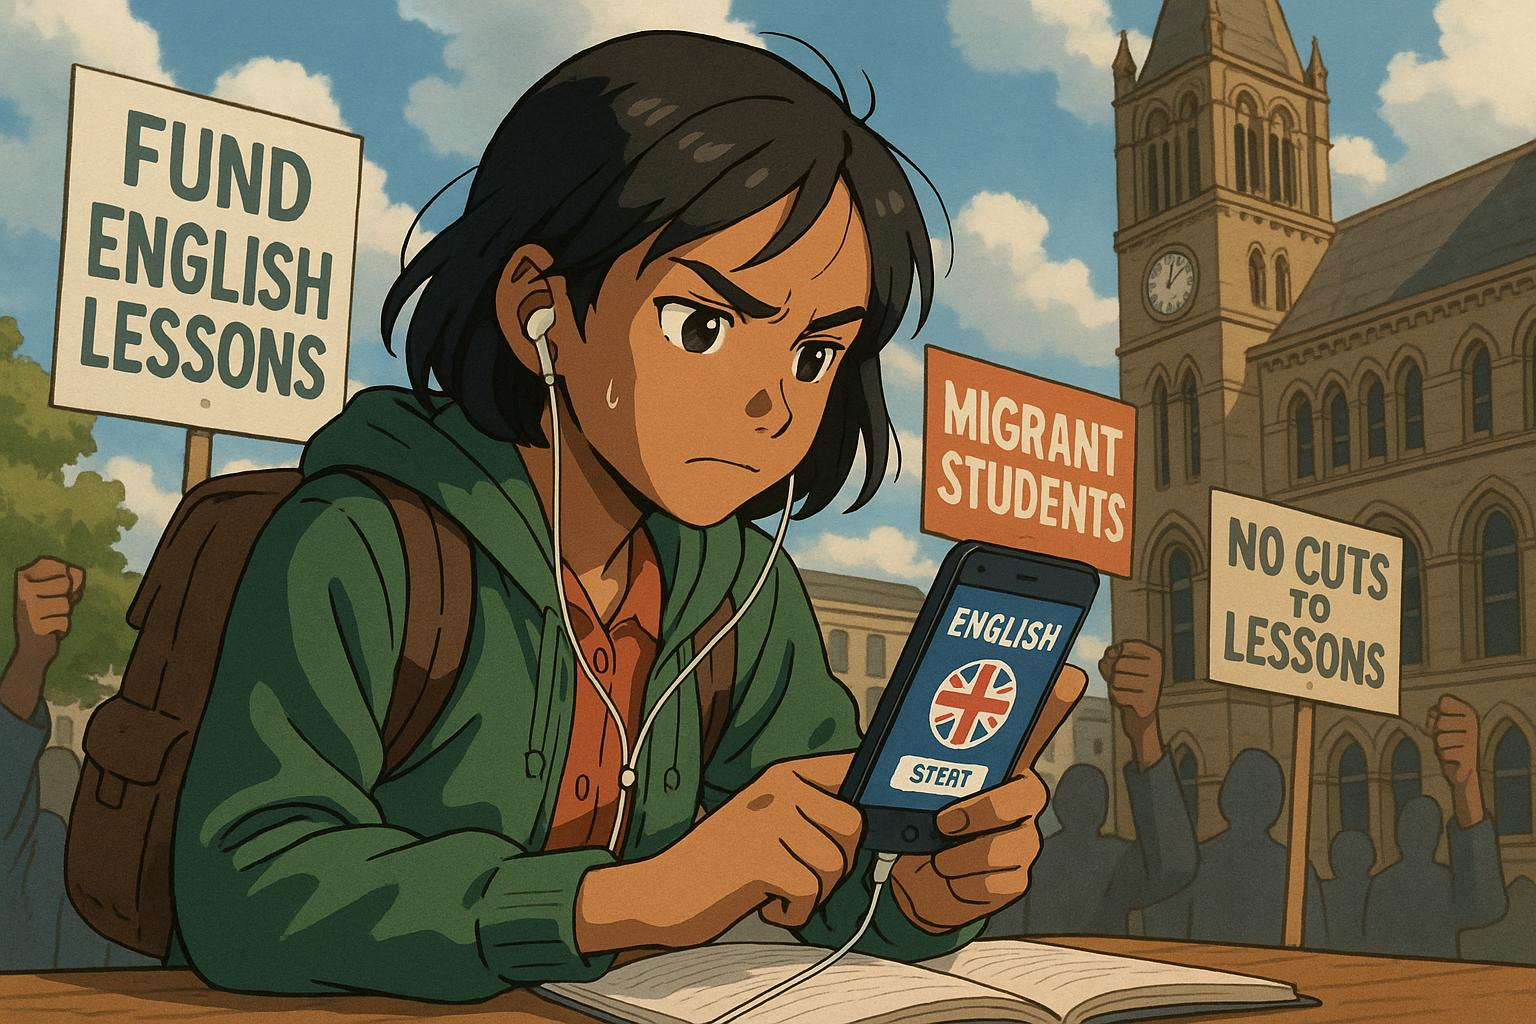 FUND
ENGLISH
LESSONS
MIGRANT
STUDENTS
NO CUTS
TO
LESSONS
ENGLISH
STEAT